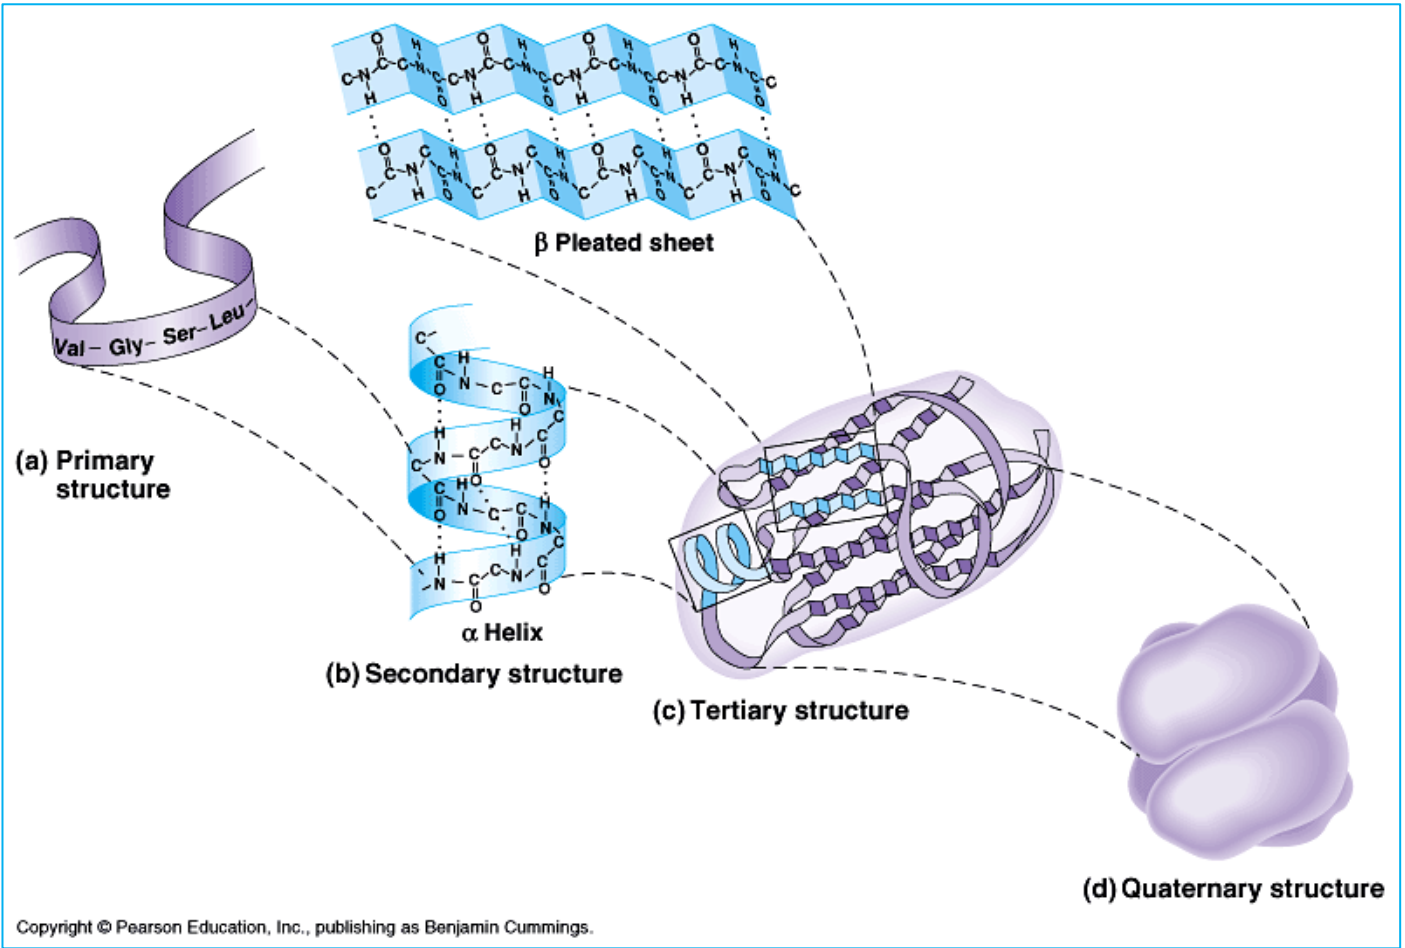 β Pleated sheet
Val – Gly – Ser – Leu –
(a) Primary
structure
α Helix
(b) Secondary structure
(c) Tertiary structure
(d) Quaternary structure
Copyright © Pearson Education, Inc., publishing as Benjamin Cummings.